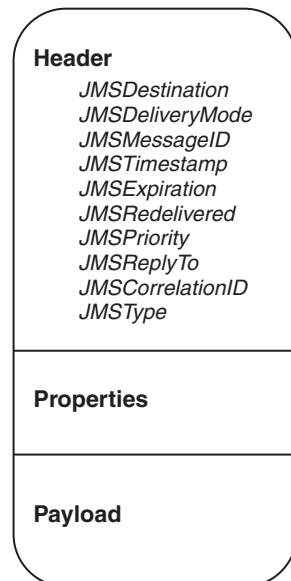 Header
JMSDestination
JMSDeliveryMode
JMSMessageID
JMSTimestamp
JMSExpiration
JMSRedelivered
JMSPriority
JMSReplyTo
JMSCorrelationID
JMSType
Properties
Payload